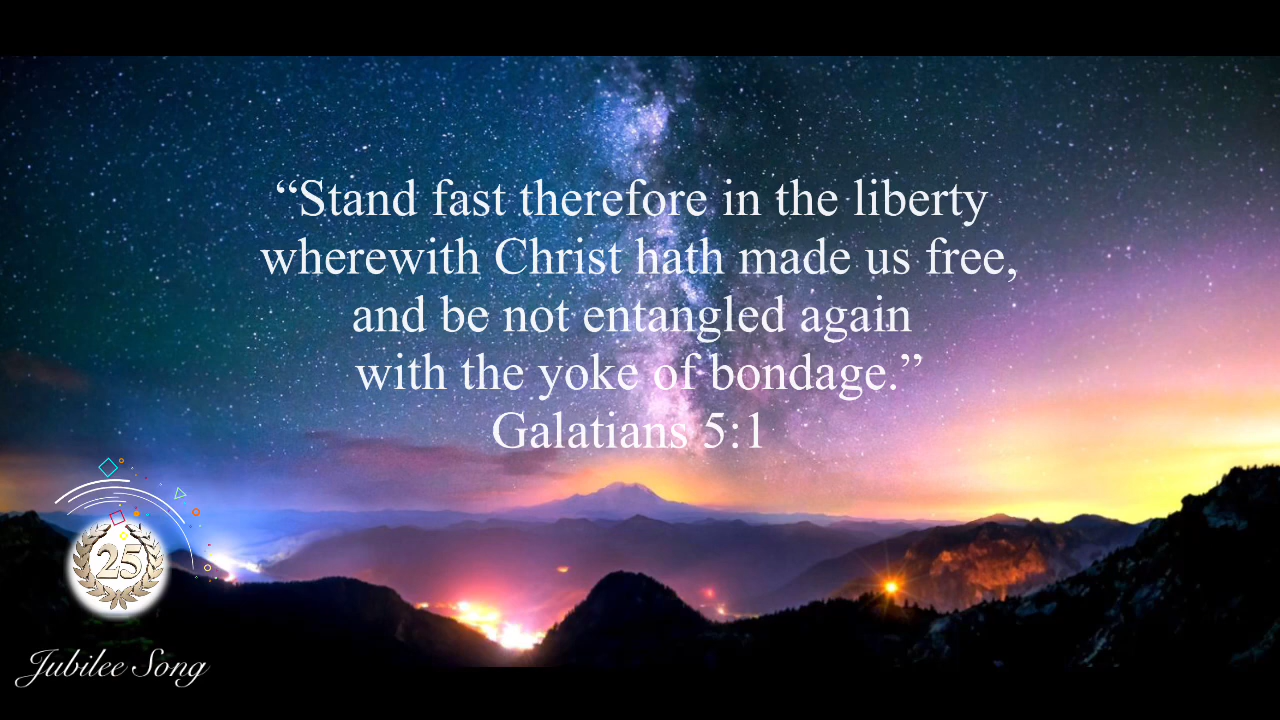 “Stand fast therefore in the liberty
wherewith Christ hath made us free,
and be not entangled again
with the yoke of bondage.”
Galatians 5:1
25
Jubilee Song